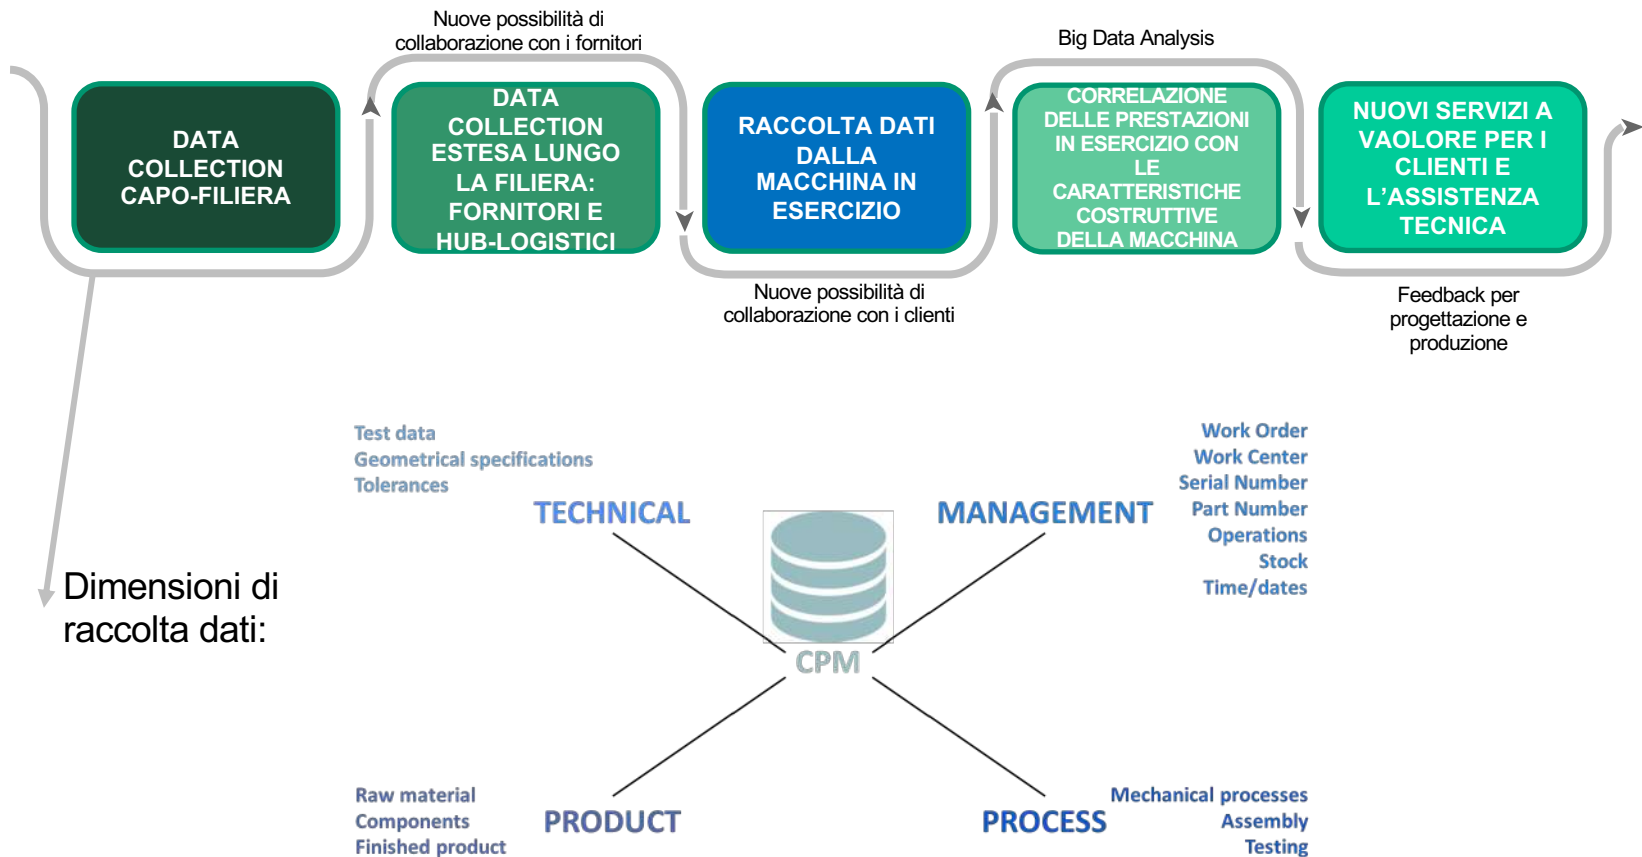 Nuove possibilità di
collaborazione con i fornitori
Big Data Analysis
DATA
COLLECTION
CAPO-FILIERA
DATA
COLLECTION
ESTESA LUNGO
LA FILIERA:
FORNITORI E
HUB-LOGISTICI
RACCOLTA DATI
DALLA
MACCHINA IN
ESERCIZIO
CORRELAZIONE
DELLE PRESTAZIONI
IN ESERCIZIO CON
LE
CARATTERISTICHE
COSTRUTTIVE
DELLA MACCHINA
NUOVI SERVIZI A
VAOLORE PER I
CLIENTI E
L’ASSISTENZA
TECNICA
Nuove possibilità di
collaborazione con i clienti
Feedback per
progettazione e
produzione
Dimensioni di
raccolta dati:
Test data
Geometrical specifications
Tolerances
TECHNICAL
MANAGEMENT
Work Order
Work Center
Serial Number
Part Number
Operations
Stock
Time/dates
CPM
Raw material
Components
Finished product
PRODUCT
PROCESS
Mechanical processes
Assembly
Testing